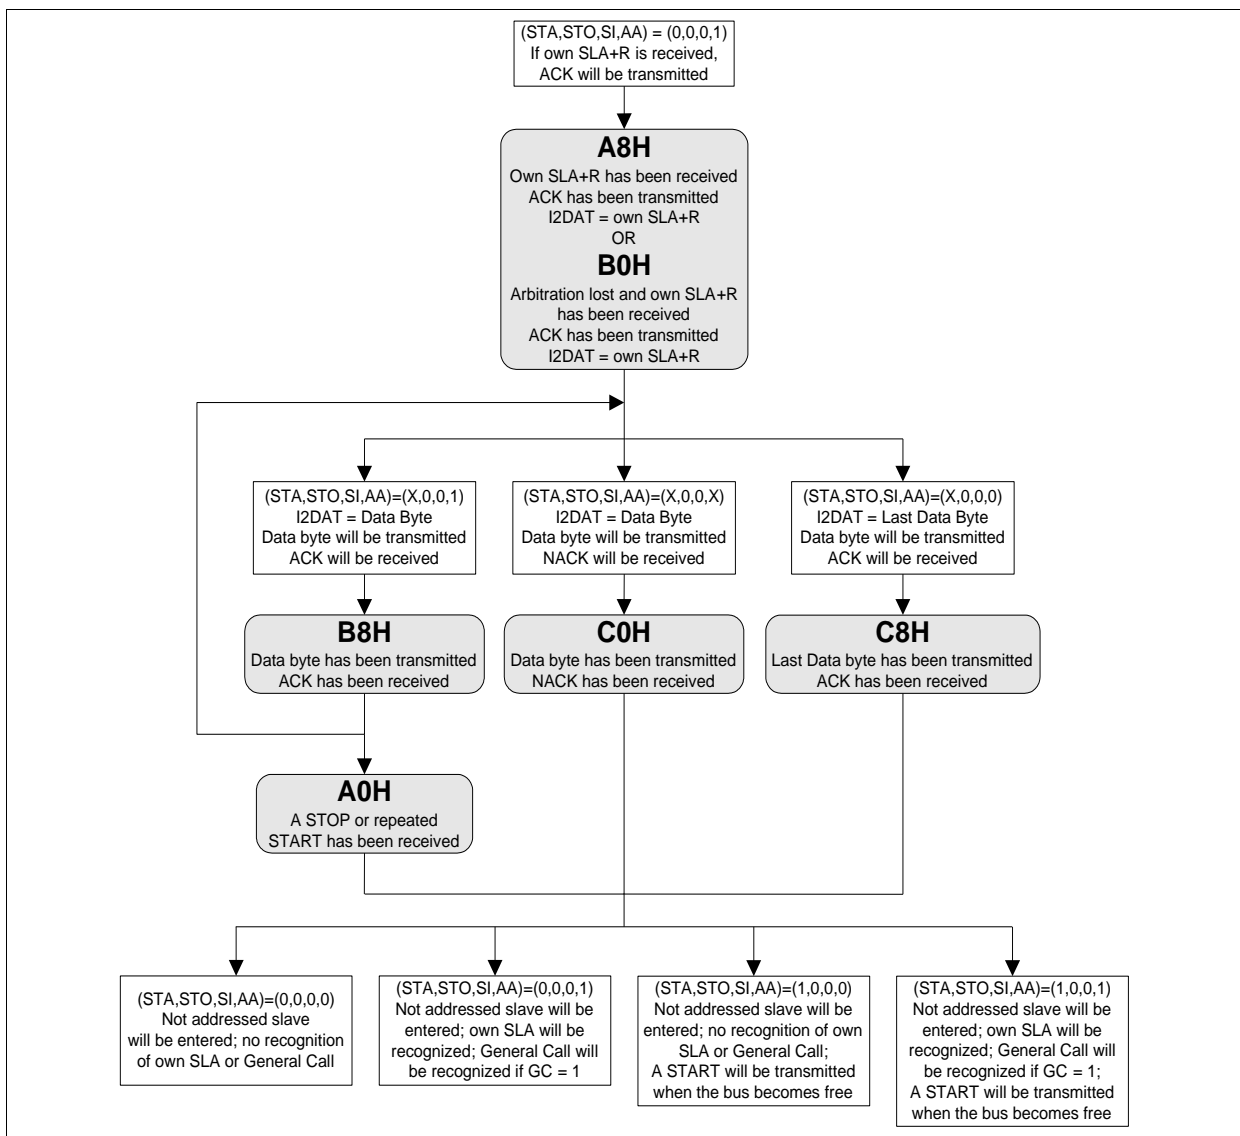 (STA,STO,SI,AA) = (0,0,0,1)
If own SLA+R is received,
ACK will be transmitted
A8H
Own SLA+R has been received
ACK has been transmitted
I2DAT = own SLA+R
OR
B0H
Arbitration lost and own SLA+R
has been received
ACK has been transmitted
I2DAT = own SLA+R
(STA,STO,SI,AA)=(X,0,0,1)
I2DAT = Data Byte
Data byte will be transmitted
ACK will be received
(STA,STO,SI,AA)=(X,0,0,X)
I2DAT = Data Byte
Data byte will be transmitted
NACK will be received
(STA,STO,SI,AA)=(X,0,0,0)
I2DAT = Last Data Byte
Data byte will be transmitted
ACK will be received
B8H
Data byte has been transmitted
ACK has been received
C0H
Data byte has been transmitted
NACK has been received
C8H
Last Data byte has been transmitted
ACK has been received
A0H
A STOP or repeated
START has been received
(STA,STO,SI,AA)=(0,0,0,0)
Not addressed slave
will be entered; no recognition
of own SLA or General Call
(STA,STO,SI,AA)=(0,0,0,1)
Not addressed slave will be
entered; own SLA will be
recognized; General Call will
be recognized if GC = 1
(STA,STO,SI,AA)=(1,0,0,0)
Not addressed slave will be
entered; no recognition of own
SLA or General Call;
A START will be transmitted
when the bus becomes free
(STA,STO,SI,AA)=(1,0,0,1)
Not addressed slave will be
entered; own SLA will be
recognized; General Call will
be recognized if GC = 1;
A START will be transmitted
when the bus becomes free